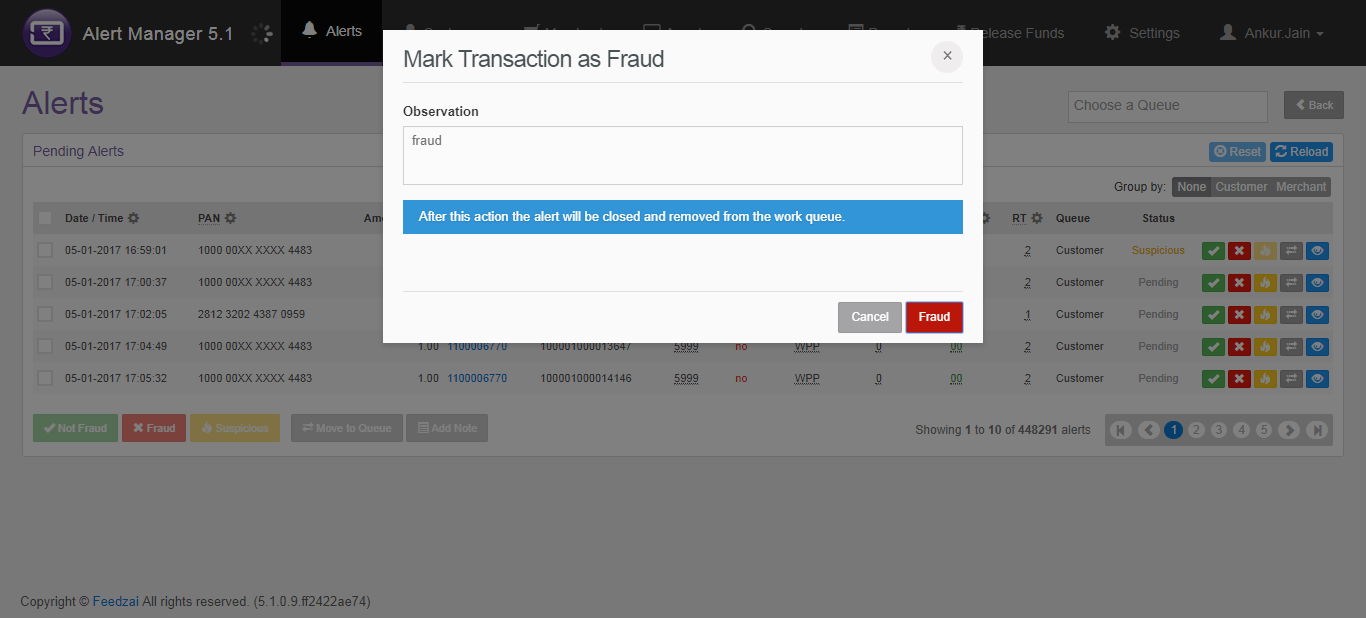 Alert Manager 5.1
Alerts
Release Funds
Settings
Ankur.Jain
Mark Transaction as Fraud
×
Observation
fraud
After this action the alert will be closed and removed from the work queue.
Cancel
Fraud
Alerts
Choose a Queue
Back
Pending Alerts
Reset
Reload
Group by: None Customer Merchant
Date / Time PAN RT Queue Status
05-01-2017 16:59:01 1000 00XX XXXX 4483 2 Customer Suspicious
05-01-2017 17:00:37 1000 00XX XXXX 4483 2 Customer Pending
05-01-2017 17:02:05 2812 3202 4387 0959 1 Customer Pending
05-01-2017 17:04:49 1000 00XX XXXX 4483 1.00 1100006770 100001000013647 5999 no WPP 0 00 2 Customer Pending
05-01-2017 17:05:32 1000 00XX XXXX 4483 1.00 1100006770 100001000014146 5999 no WPP 0 00 2 Customer Pending
Not Fraud Fraud Suspicious Move to Queue Add Note
Showing 1 to 10 of 448291 alerts
1 2 3 4 5
Copyright © Feedzai All rights reserved. (5.1.0.9.ff2422ae74)